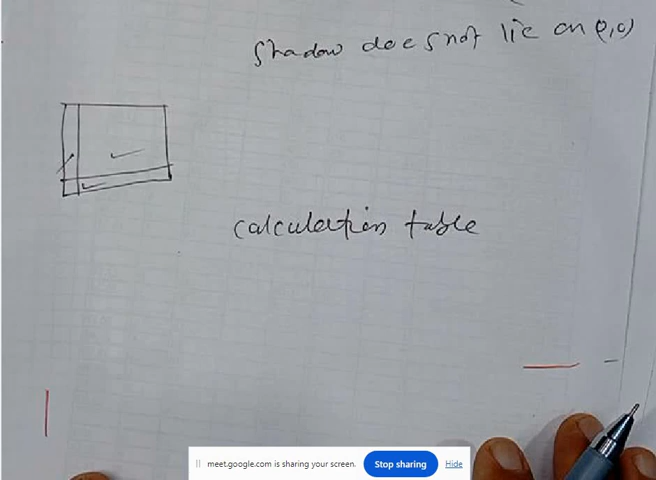 shadow does not lie on (0,0)
calculation table
meet.google.com is sharing your screen. Stop sharing Hide